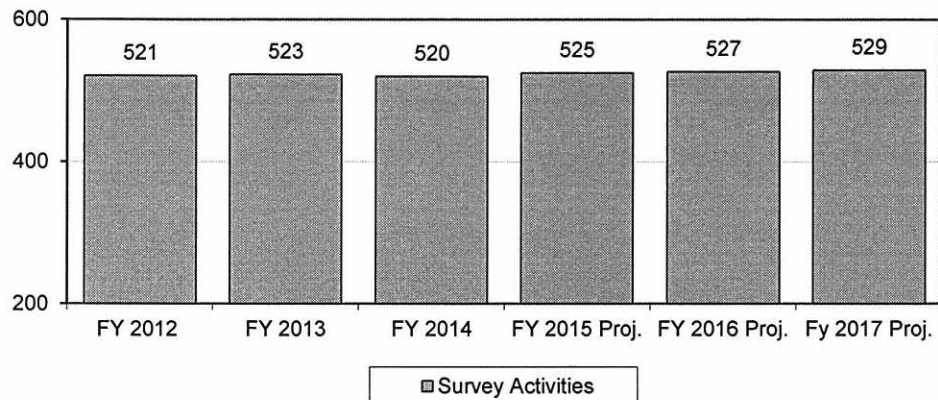 600
521 523 520 525 527 529
400
200
FY 2012 FY 2013 FY 2014 FY 2015 Proj. FY 2016 Proj. Fy 2017 Proj.
Survey Activities